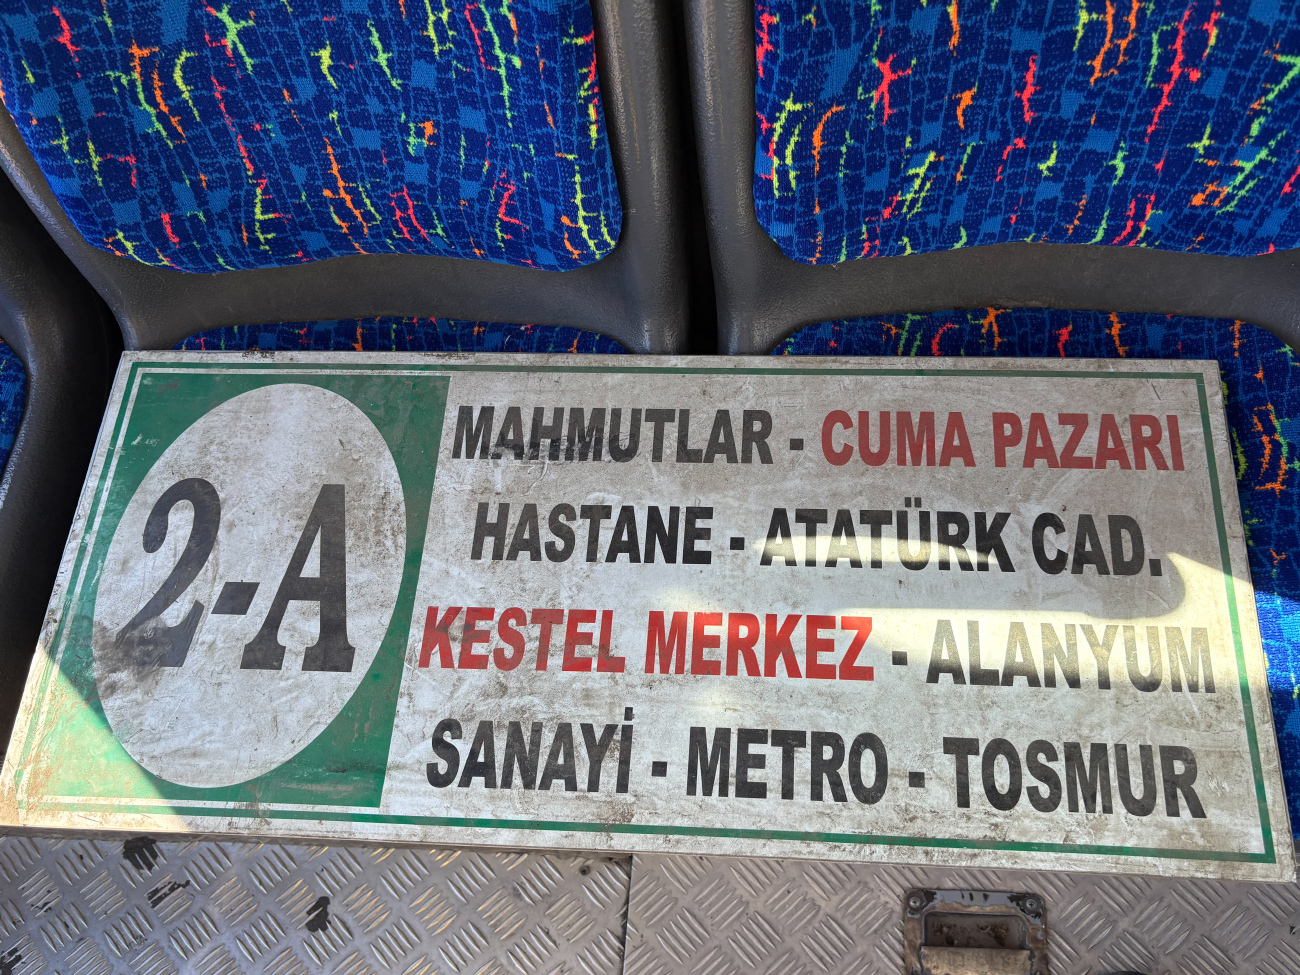 2-A
MAHMUTLAR - CUMA PAZARI
HASTANE - ATATÜRK CAD.
KESTEL MERKEZ - ALANYUM
SANAYİ - METRO - TOSMUR